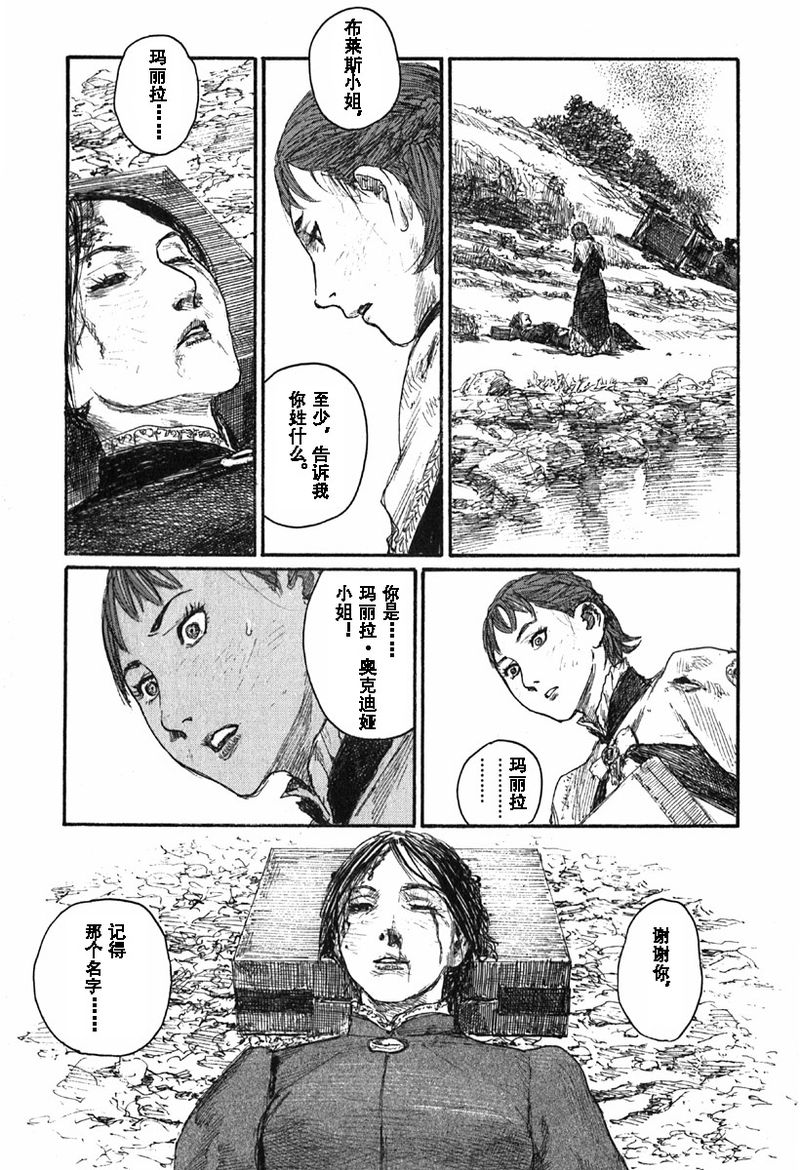 布莱斯小姐，
至少，告诉我
你姓什么。
玛丽拉……
玛丽拉
………
你是……
玛丽拉·奥克迪娅
小姐！
谢谢你，
记得
那个名字……